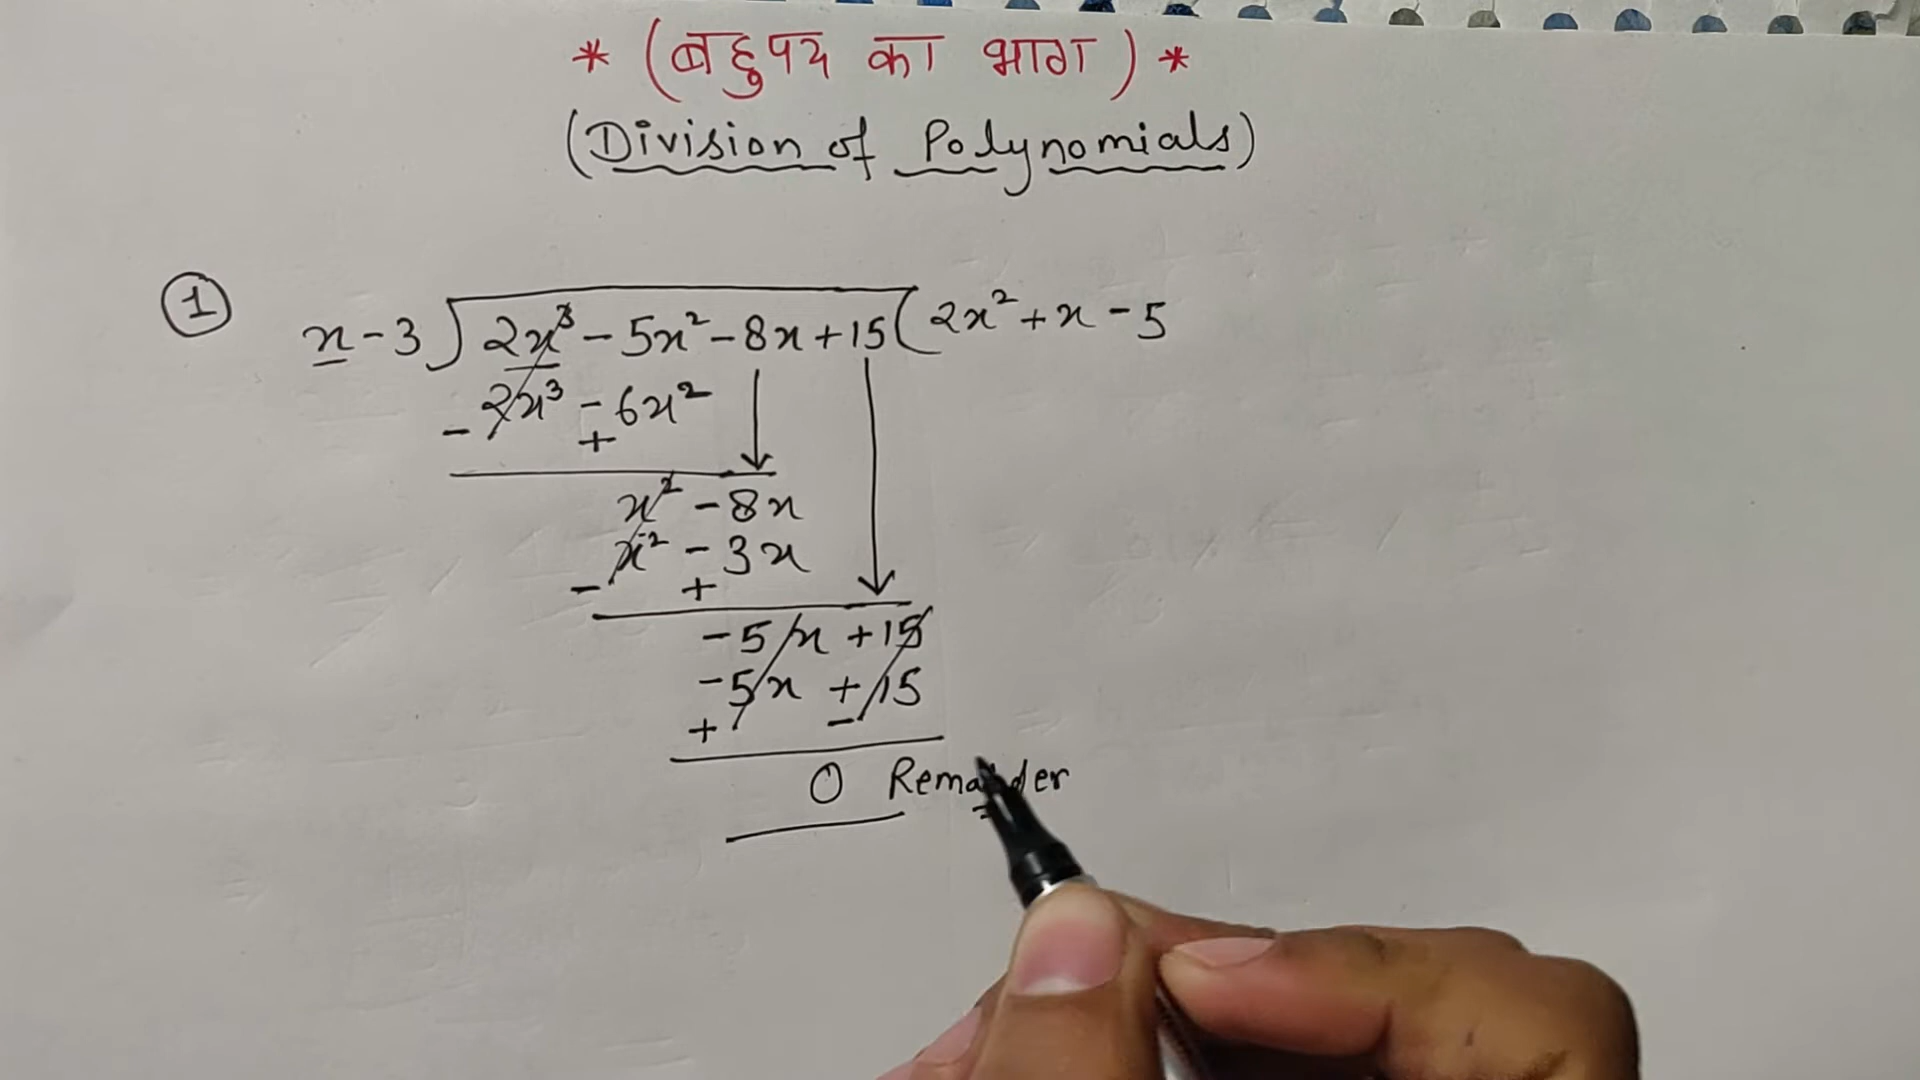 * (बहुपद का भाग) *
(Division of Polynomials)
① x - 3 ) 2x³ - 5x² - 8x + 15 ( 2x² + x - 5
2x³ - 6x²
- +
x² - 8x
x² - 3x
- +
-5x + 15
-5x + 15
+ -
0